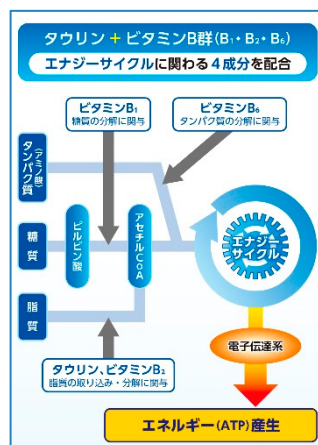 タウリン+ビタミンB群(B₁・B₂・B₆)
エナジーサイクルに関わる4成分を配合
ビタミンB₁
糖質の分解に関与
ビタミンB₆
タンパク質の分解に関与
タンパク質
(アミノ酸)
糖質
脂質
ピルビン酸
アセチルCoA
エナジー
サイクル
タウリン、ビタミンB₂
脂質の取り込み・分解に関与
電子伝達系
エネルギー(ATP)産生